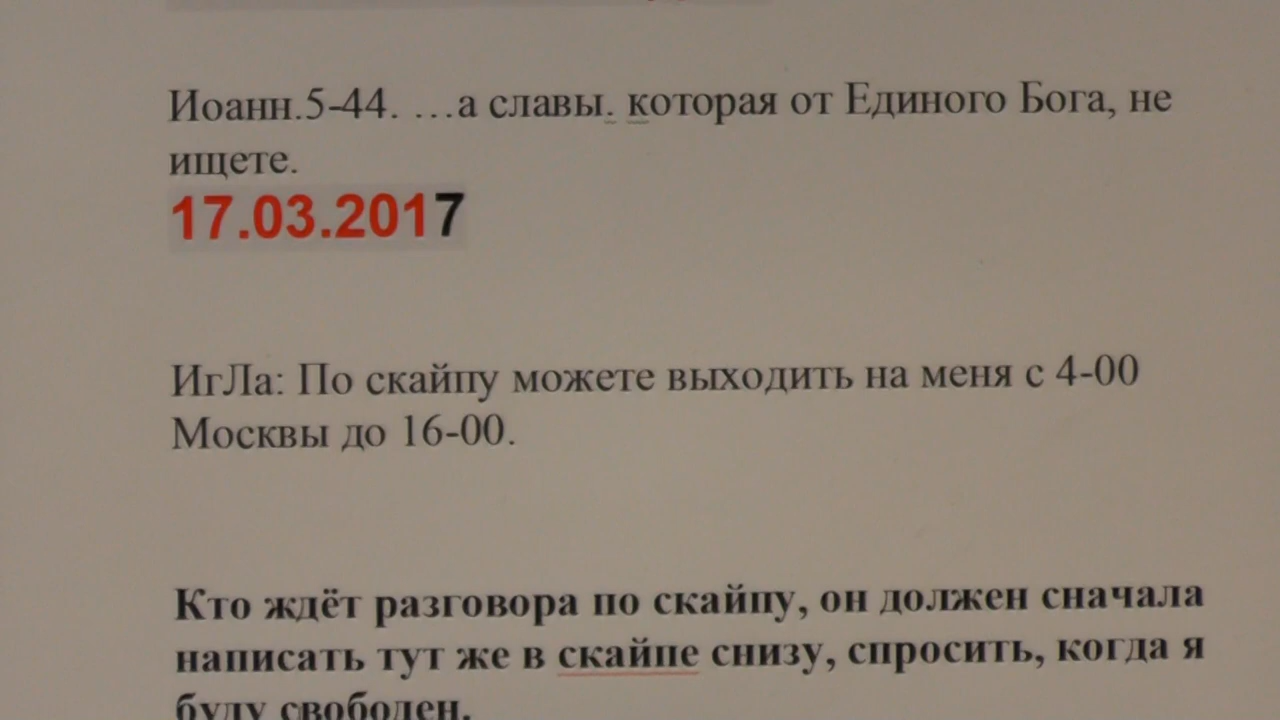 Иоанн.5-44. …а славы. которая от Единого Бога, не
ищете.
17.03.2017
ИгЛа: По скайпу можете выходить на меня с 4-00
Москвы до 16-00.
Кто ждёт разговора по скайпу, он должен сначала
написать тут же в скайпе снизу, спросить, когда я
буду свободен.